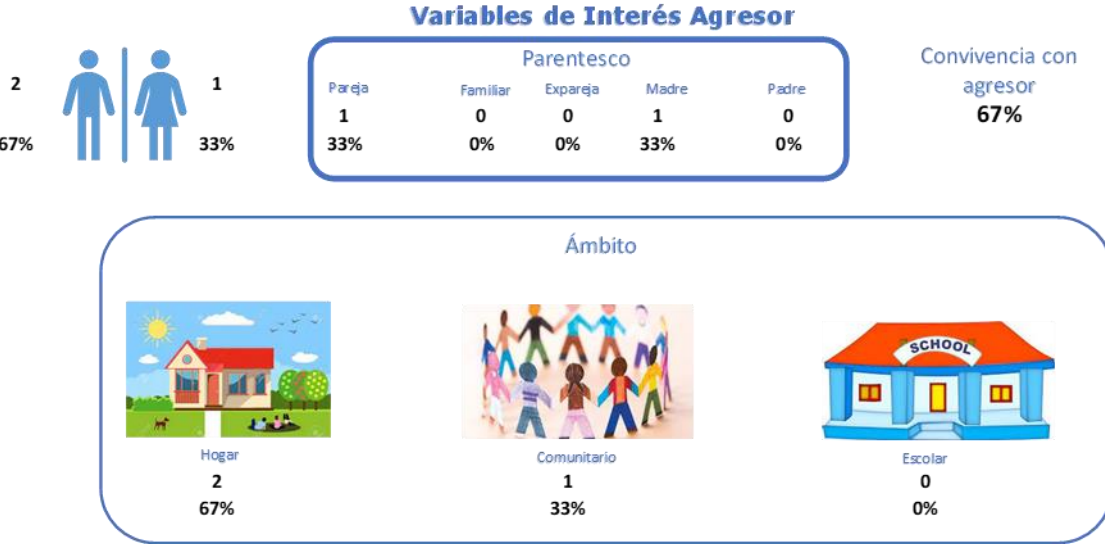 Variables de Interés Agresor
2
67%
1
33%
Parentesco
Pareja Familiar Expareja Madre Padre
1 0 0 1 0
33% 0% 0% 33% 0%
Convivencia con
agresor
67%
Ámbito
SCHOOL
Hogar Comunitario Escolar
2 1 0
67% 33% 0%